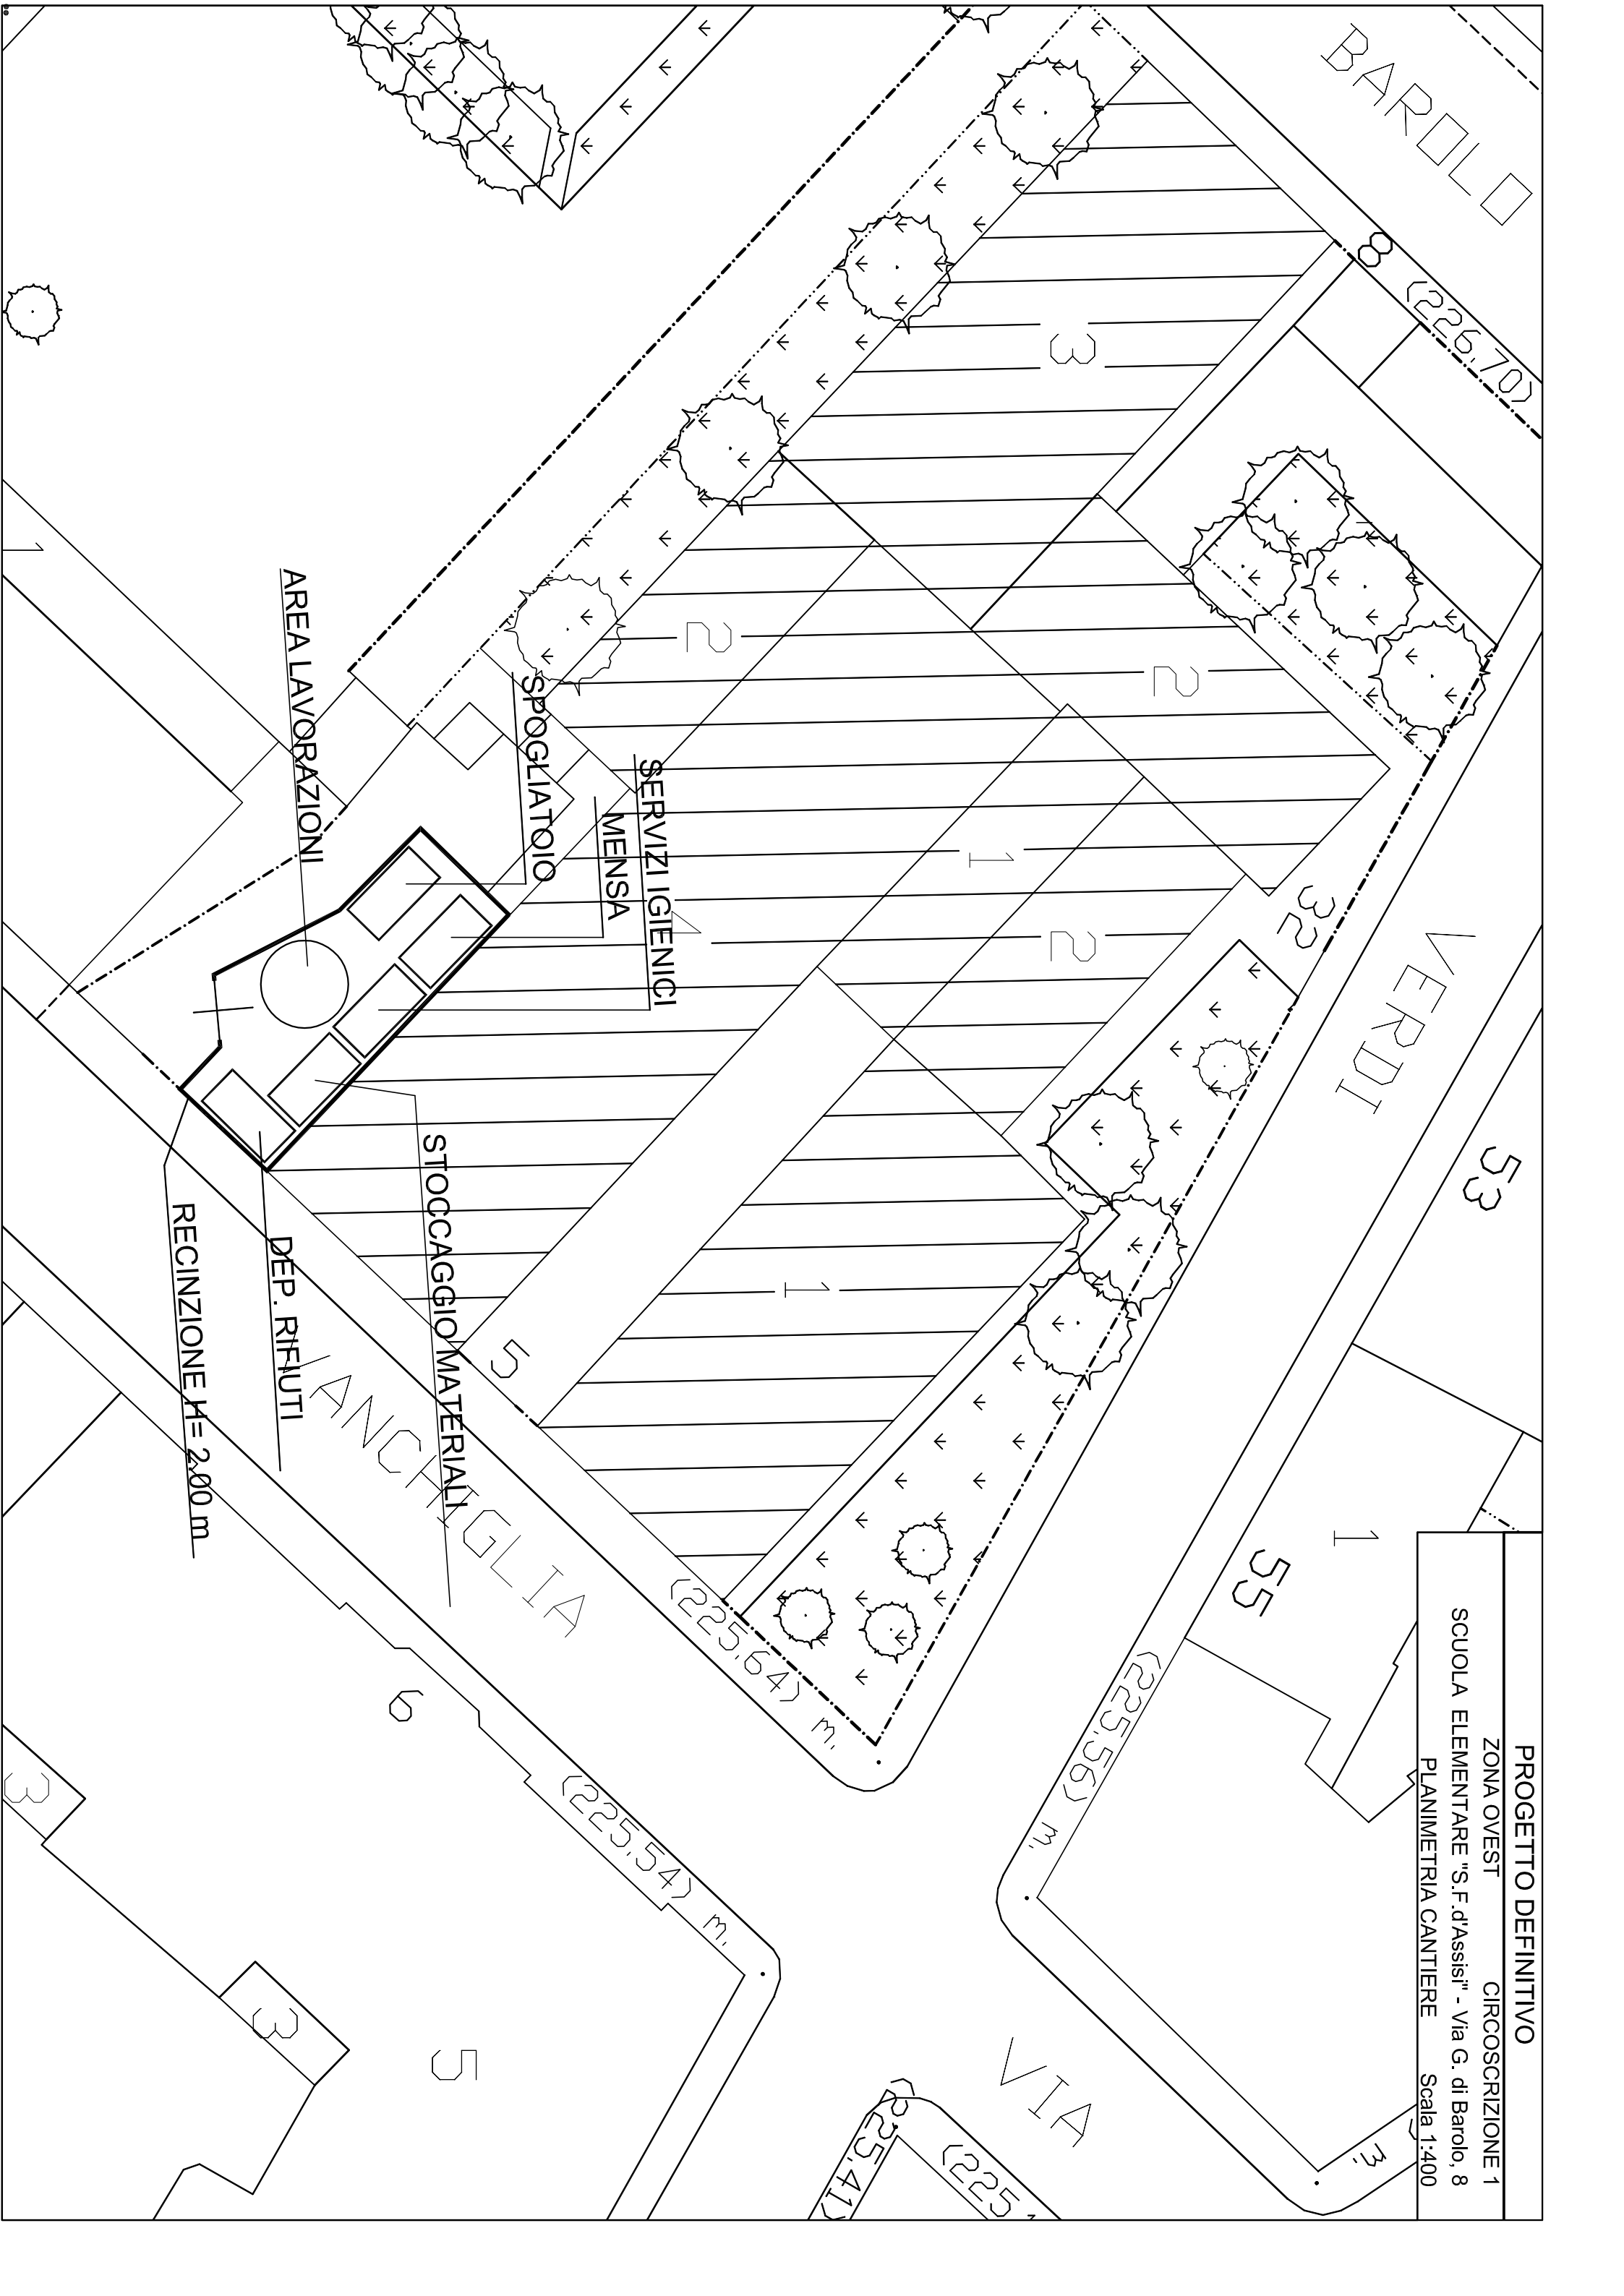 PROGETTO DEFINITIVO
ZONA OVEST CIRCOSCRIZIONE 1
SCUOLA ELEMENTARE "S.F.d'Assisi" - Via G. di Barolo, 8
PLANIMETRIA CANTIERE Scala 1:400
BAROLO
8
(226.70)
3
2
2
1
2
4
1
32
VERDI
53
55
1
1
AREA LAVORAZIONI
SPOGLIATOIO
MENSA
SERVIZI IGIENICI
STOCCAGGIO MATERIALI
DEP. RIFIUTI
RECINZIONE H= 2.00 m
VANCHIGLIA
5
(225.64) m.
(225.56) m.
6
(225.54) m.
3
3
5
VIA
(225.41)
(225.
m.